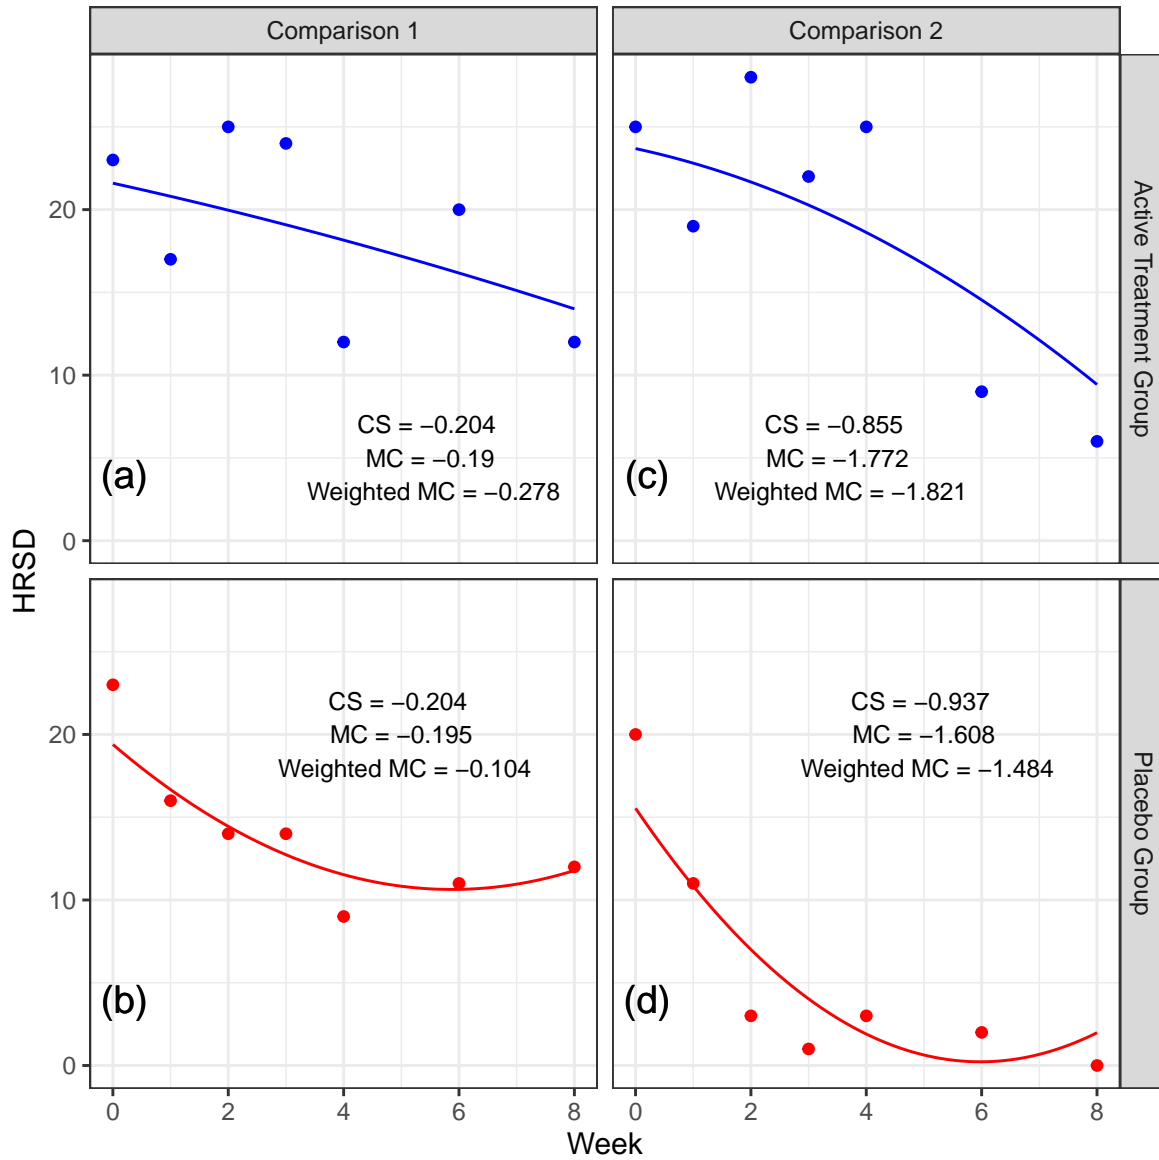 Comparison 1
Comparison 2
20
10
0
CS = −0.204
MC = −0.19
Weighted MC = −0.278
(a)
CS = −0.855
MC = −1.772
Weighted MC = −1.821
(c)
Active Treatment Group
HRSD
20
10
0
CS = −0.204
MC = −0.195
Weighted MC = −0.104
(b)
CS = −0.937
MC = −1.608
Weighted MC = −1.484
(d)
Placebo Group
0 2 4 6 8
0 2 4 6 8
Week